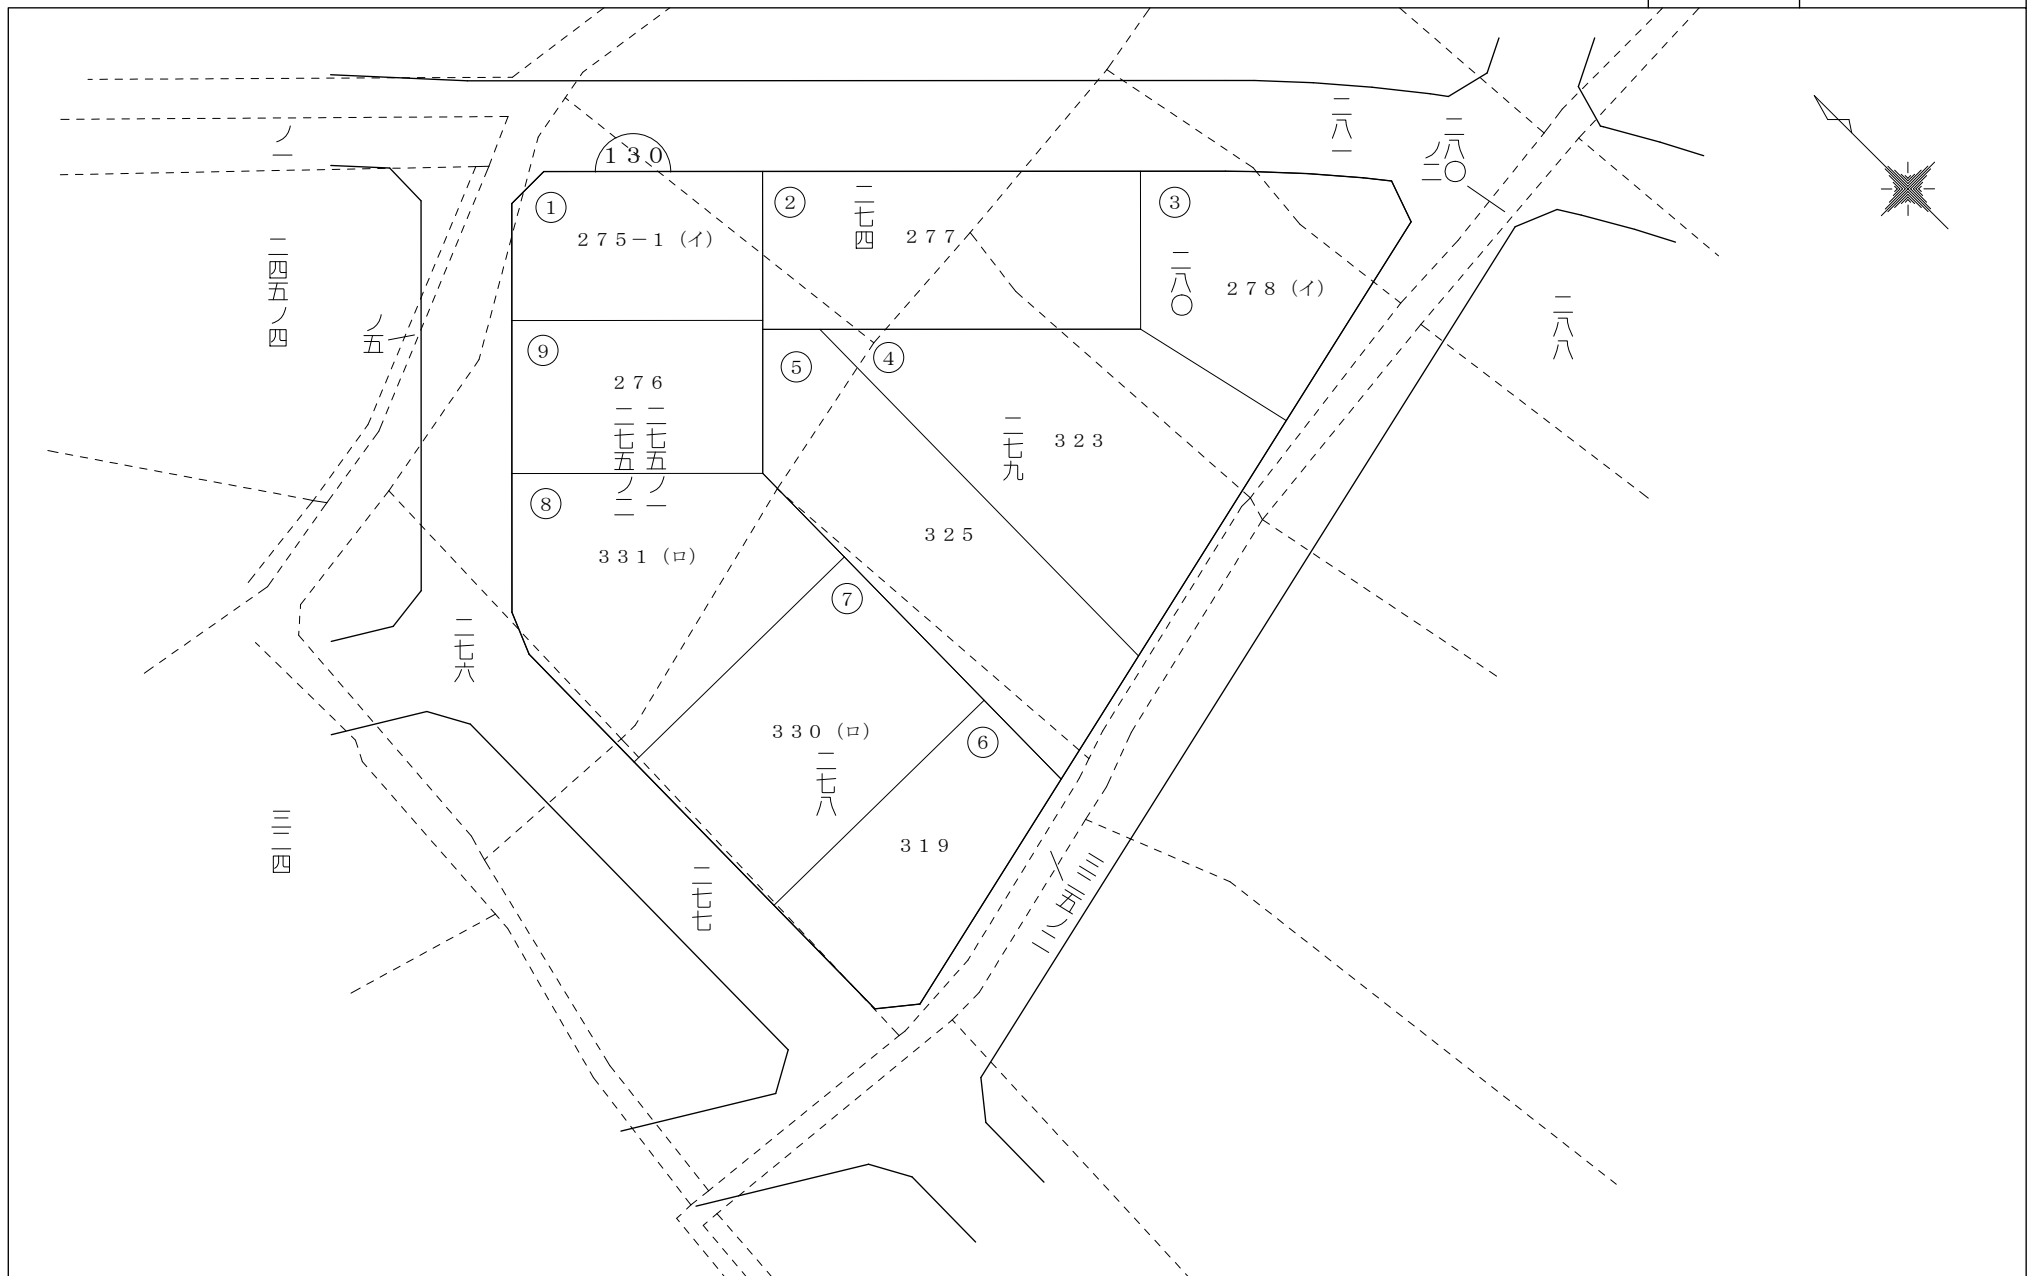 130
①
275－1（イ）
②
二七四
277
③
二八〇
278（イ）
二八一
二八〇ノ二
二八八
ノ一
二四五ノ四
ノ五
⑨
276
二七五ノ一
二七五ノ二
⑤
④
二七九
323
325
⑧
331（ロ）
⑦
330（ロ）
二七八
⑥
319
二七六
二七七
三二四
三三五ノ二